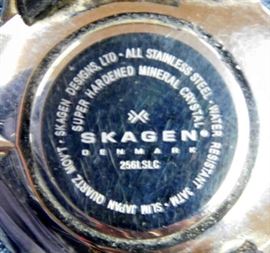 SKAGEN DESIGNS, LTD • ALL STAINLESS STEEL • WATER RESISTANT 3ATM • SLIM JAPAN QUARTZ MOV'T •
SUPER HARDENED MINERAL CRYSTAL
SKAGEN®
DENMARK
256LSLC